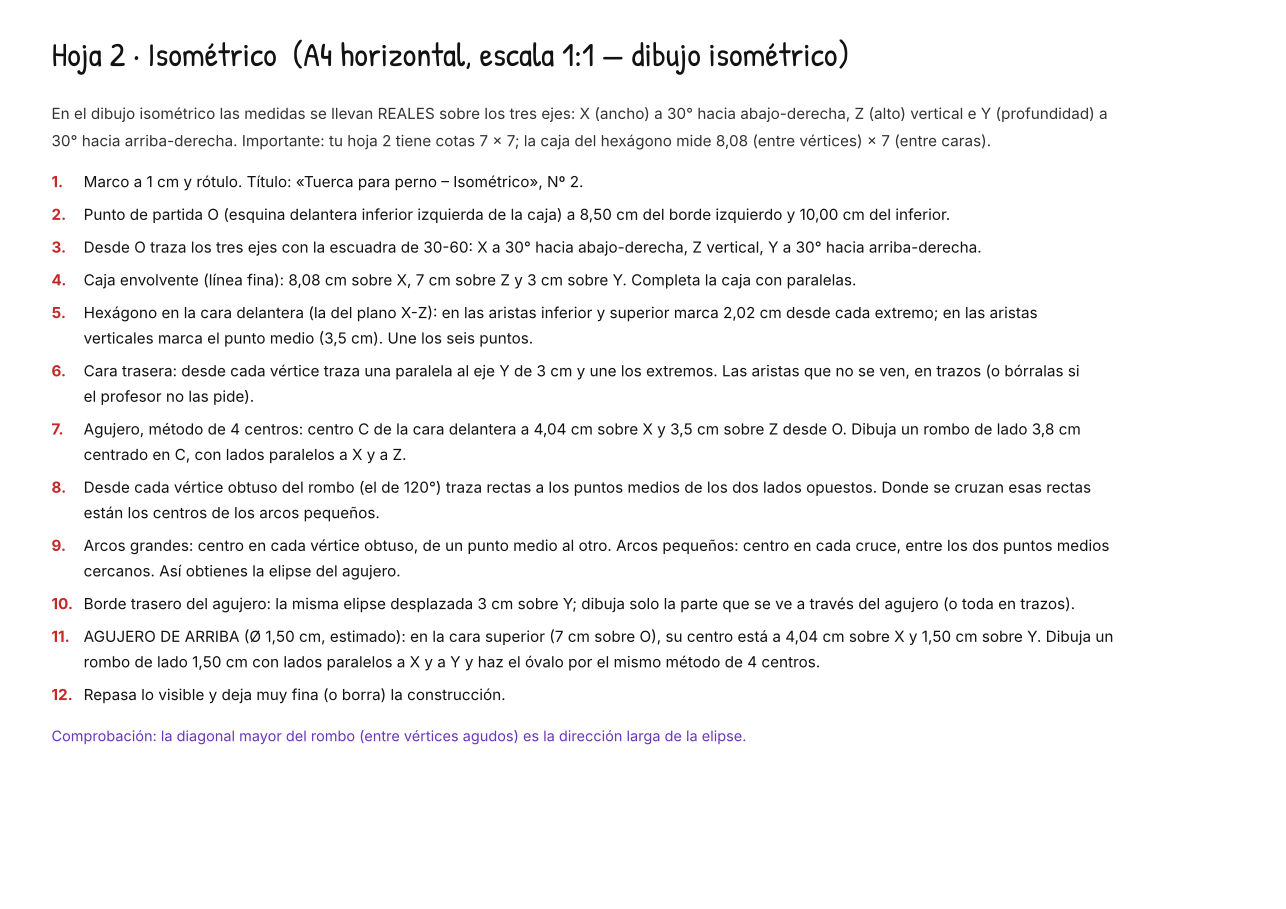 Hoja 2 · Isométrico (A4 horizontal, escala 1:1 — dibujo isométrico)
En el dibujo isométrico las medidas se llevan REALES sobre los tres ejes: X (ancho) a 30° hacia abajo-derecha, Z (alto) vertical e Y (profundidad) a
30° hacia arriba-derecha. Importante: tu hoja 2 tiene cotas 7 × 7; la caja del hexágono mide 8,08 (entre vértices) × 7 (entre caras).
1. Marco a 1 cm y rótulo. Título: «Tuerca para perno – Isométrico», Nº 2.
2. Punto de partida O (esquina delantera inferior izquierda de la caja) a 8,50 cm del borde izquierdo y 10,00 cm del inferior.
3. Desde O traza los tres ejes con la escuadra de 30-60: X a 30° hacia abajo-derecha, Z vertical, Y a 30° hacia arriba-derecha.
4. Caja envolvente (línea fina): 8,08 cm sobre X, 7 cm sobre Z y 3 cm sobre Y. Completa la caja con paralelas.
5. Hexágono en la cara delantera (la del plano X-Z): en las aristas inferior y superior marca 2,02 cm desde cada extremo; en las aristas
verticales marca el punto medio (3,5 cm). Une los seis puntos.
6. Cara trasera: desde cada vértice traza una paralela al eje Y de 3 cm y une los extremos. Las aristas que no se ven, en trazos (o bórralas si
el profesor no las pide).
7. Agujero, método de 4 centros: centro C de la cara delantera a 4,04 cm sobre X y 3,5 cm sobre Z desde O. Dibuja un rombo de lado 3,8 cm
centrado en C, con lados paralelos a X y a Z.
8. Desde cada vértice obtuso del rombo (el de 120°) traza rectas a los puntos medios de los dos lados opuestos. Donde se cruzan esas rectas
están los centros de los arcos pequeños.
9. Arcos grandes: centro en cada vértice obtuso, de un punto medio al otro. Arcos pequeños: centro en cada cruce, entre los dos puntos medios
cercanos. Así obtienes la elipse del agujero.
10. Borde trasero del agujero: la misma elipse desplazada 3 cm sobre Y; dibuja solo la parte que se ve a través del agujero (o toda en trazos).
11. AGUJERO DE ARRIBA (Ø 1,50 cm, estimado): en la cara superior (7 cm sobre O), su centro está a 4,04 cm sobre X y 1,50 cm sobre Y. Dibuja un
rombo de lado 1,50 cm con lados paralelos a X y a Y y haz el óvalo por el mismo método de 4 centros.
12. Repasa lo visible y deja muy fina (o borra) la construcción.
Comprobación: la diagonal mayor del rombo (entre vértices agudos) es la dirección larga de la elipse.